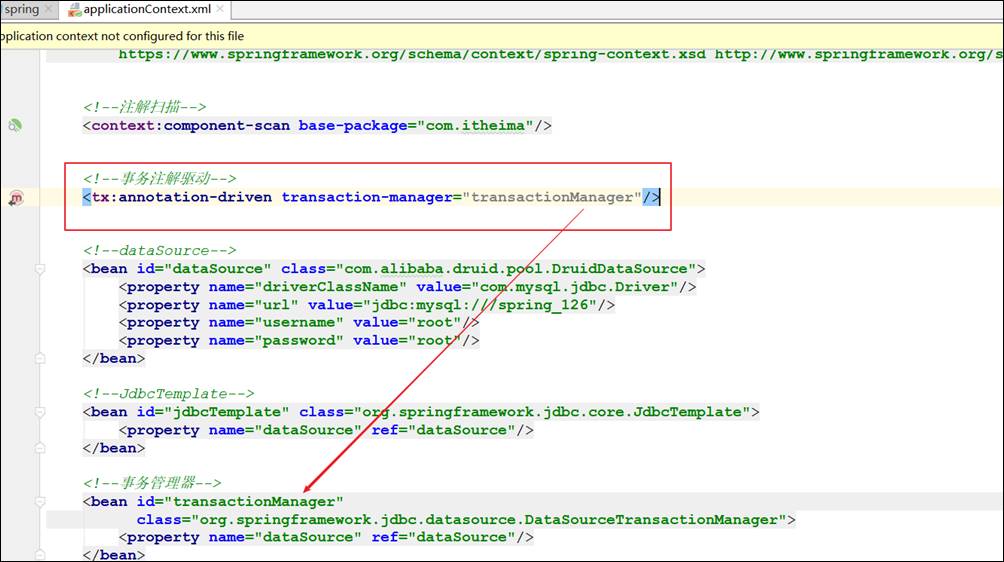 spring
applicationContext.xml
pplication context not configured for this file
https://www.springframework.org/schema/context/spring-context.xsd http://www.springframework.org/s
<!--注解扫描-->
<context:component-scan base-package="com.itheima"/>
<!--事务注解驱动-->
<tx:annotation-driven transaction-manager="transactionManager"/>
<!--dataSource-->
<bean id="dataSource" class="com.alibaba.druid.pool.DruidDataSource">
<property name="driverClassName" value="com.mysql.jdbc.Driver"/>
<property name="url" value="jdbc:mysql:///spring_126"/>
<property name="username" value="root"/>
<property name="password" value="root"/>
</bean>
<!--JdbcTemplate-->
<bean id="jdbcTemplate" class="org.springframework.jdbc.core.JdbcTemplate">
<property name="dataSource" ref="dataSource"/>
</bean>
<!--事务管理器-->
<bean id="transactionManager"
class="org.springframework.jdbc.datasource.DataSourceTransactionManager">
<property name="dataSource" ref="dataSource"/>
</bean>